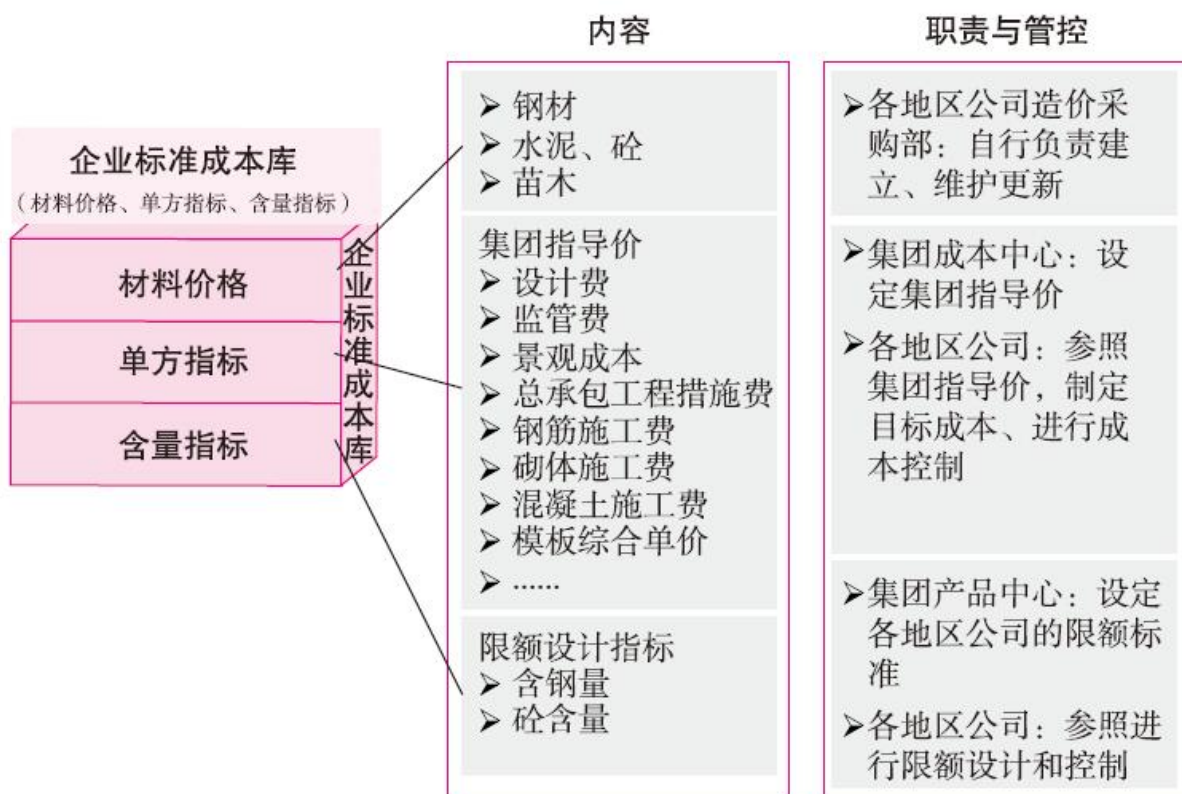 内容
职责与管控
企业标准成本库
（材料价格、单方指标、含量指标）
材料价格
单方指标
含量指标
企业标准成本库
➢钢材
➢水泥、砼
➢苗木
集团指导价
➢设计费
➢监管费
➢景观成本
➢总承包工程措施费
➢钢筋施工费
➢砌体施工费
➢混凝土施工费
➢模板综合单价
➢......
限额设计指标
➢含钢量
➢砼含量
➢各地区公司造价采
购部：自行负责建
立、维护更新
➢集团成本中心：设
定集团指导价
➢各地区公司：参照
集团指导价，制定
目标成本、进行成
本控制
➢集团产品中心：设定
各地区公司的限额标
准
➢各地区公司：参照进
行限额设计和控制